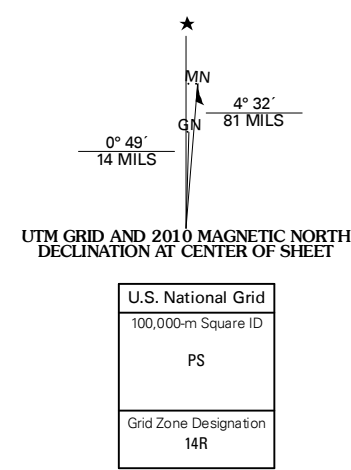 ★
MN
4° 32´
81 MILS
GN
0° 49´
14 MILS
UTM GRID AND 2010 MAGNETIC NORTH
DECLINATION AT CENTER OF SHEET
U.S. National Grid
100,000-m Square ID
PS
Grid Zone Designation
14R